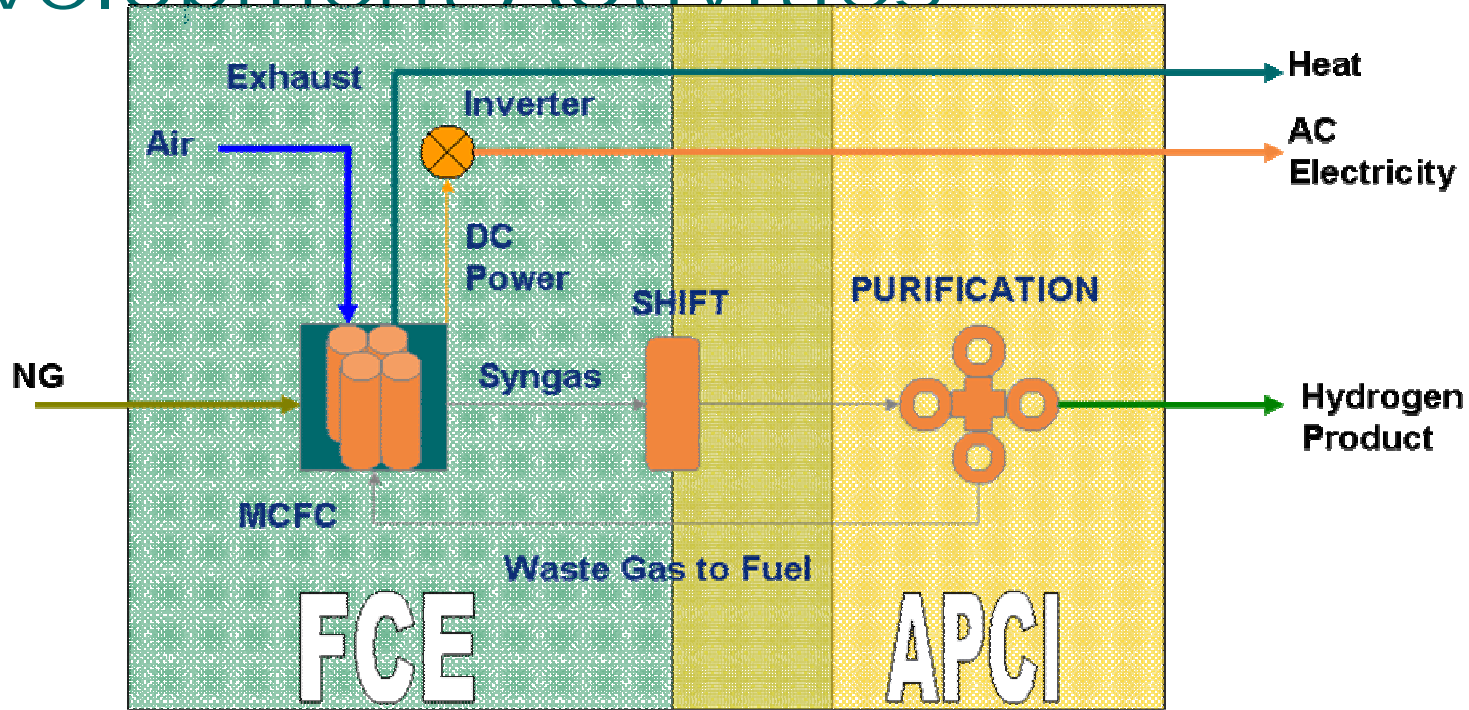 Exhaust
Heat
Inverter
Air
AC
Electricity
DC
Power
SHIFT
PURIFICATION
NG
Syngas
Hydrogen
Product
MCFC
Waste Gas to Fuel
FCE
APCI